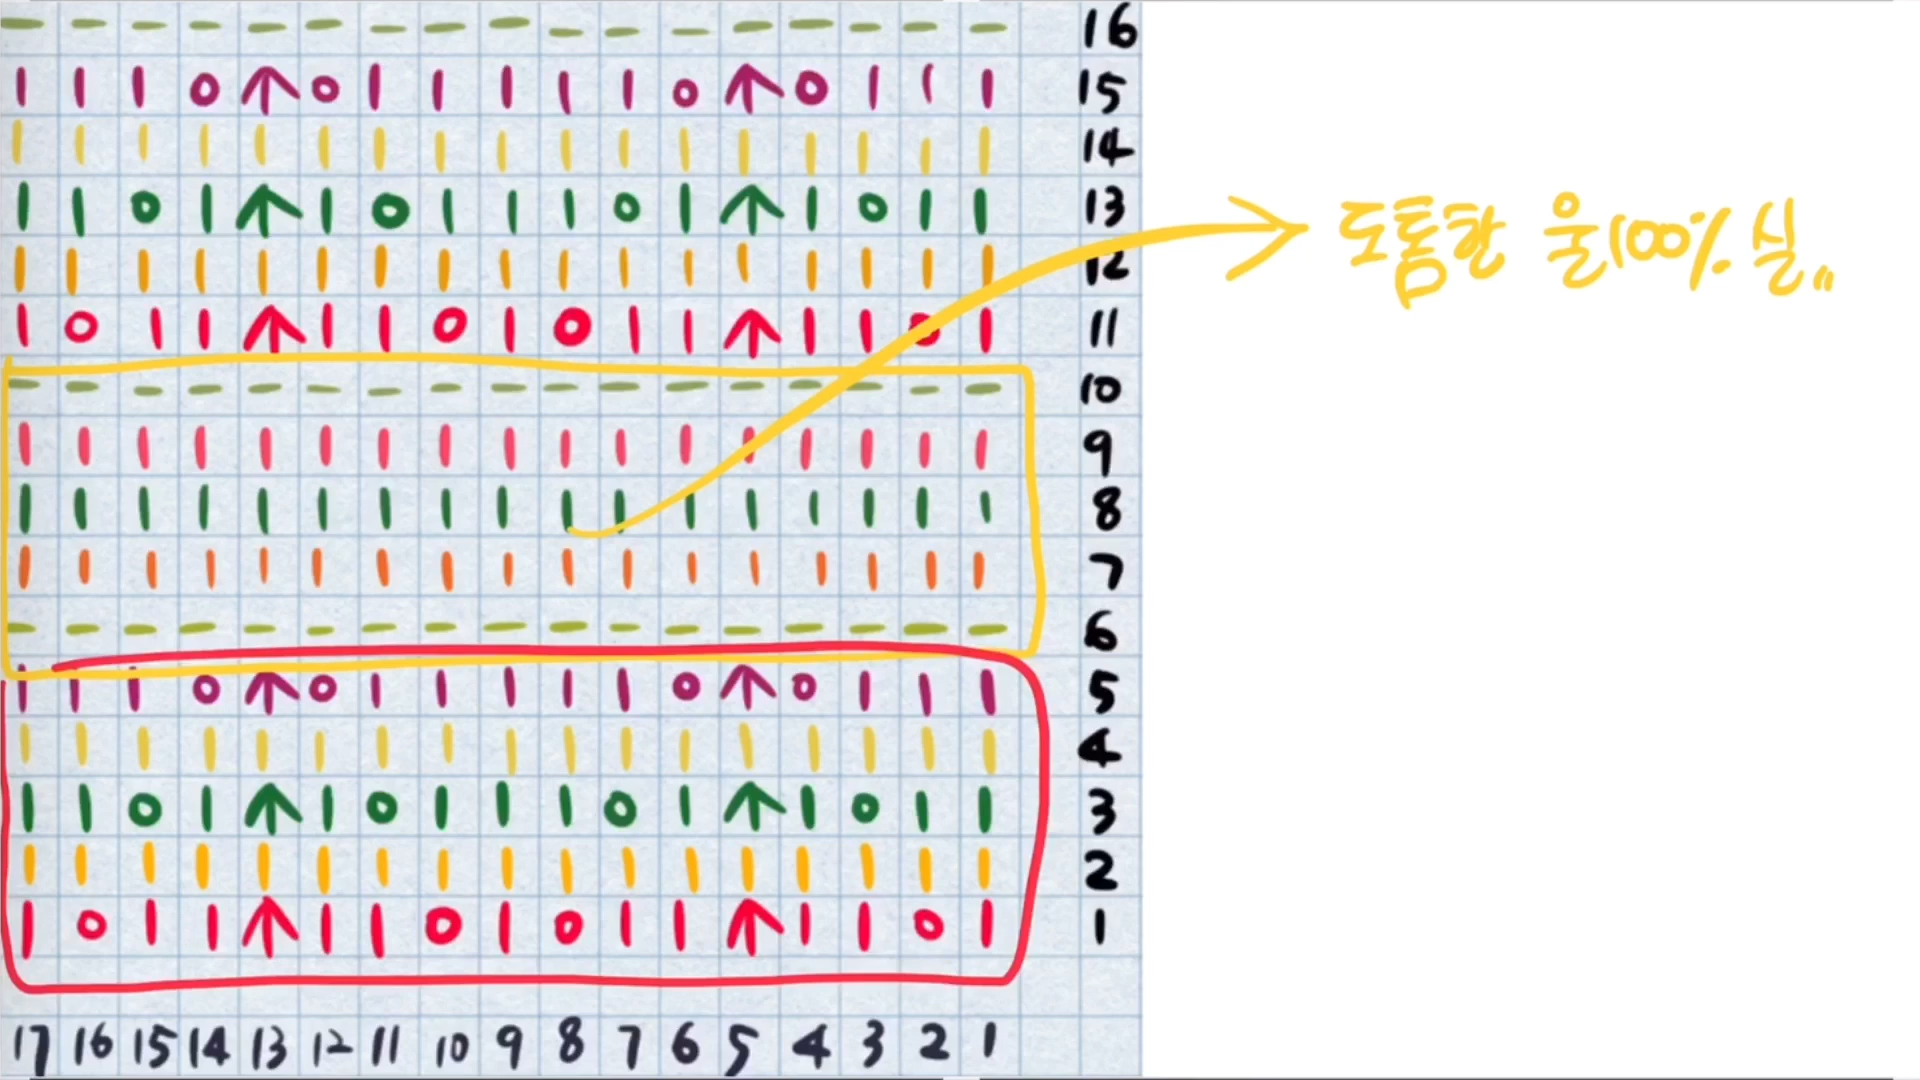 — — — — — — — — — — — — — — — — — 16
| | | o ↑ o | | | | | o ↑ o | | | 15
| | | | | | | | | | | | | | | | | 14
| | o | ↑ | o | | | o | ↑ | o | | 13
| | | | | | | | | | | | | | | | | 12
| o | | ↑ | | o | o | | ↑ | | o | 11
— — — — — — — — — — — — — — — — — 10
| | | | | | | | | | | | | | | | | 9
| | | | | | | | | | | | | | | | | 8
| | | | | | | | | | | | | | | | | 7
— — — — — — — — — — — — — — — — — 6
| | | o ↑ o | | | | | o ↑ o | | | 5
| | | | | | | | | | | | | | | | | 4
| | o | ↑ | o | | | o | ↑ | o | | 3
| | | | | | | | | | | | | | | | | 2
| o | | ↑ | | o | o | | ↑ | | o | 1
17 16 15 14 13 12 11 10 9 8 7 6 5 4 3 2 1
도톰한 울100% 실,,